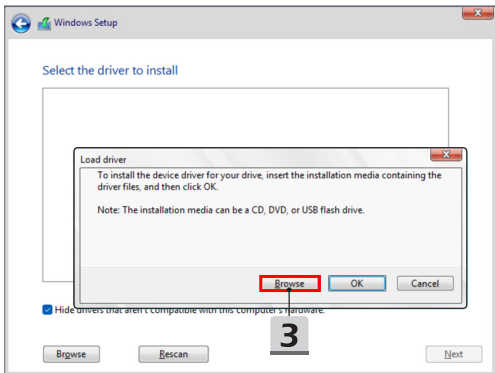 Windows Setup
Select the driver to install
Load driver
To install the device driver for your drive, insert the installation media containing the
driver files, and then click OK.
Note: The installation media can be a CD, DVD, or USB flash drive.
Browse
OK
Cancel
Hide drivers that aren't compatible with this computer's hardware.
3
Browse
Rescan
Next